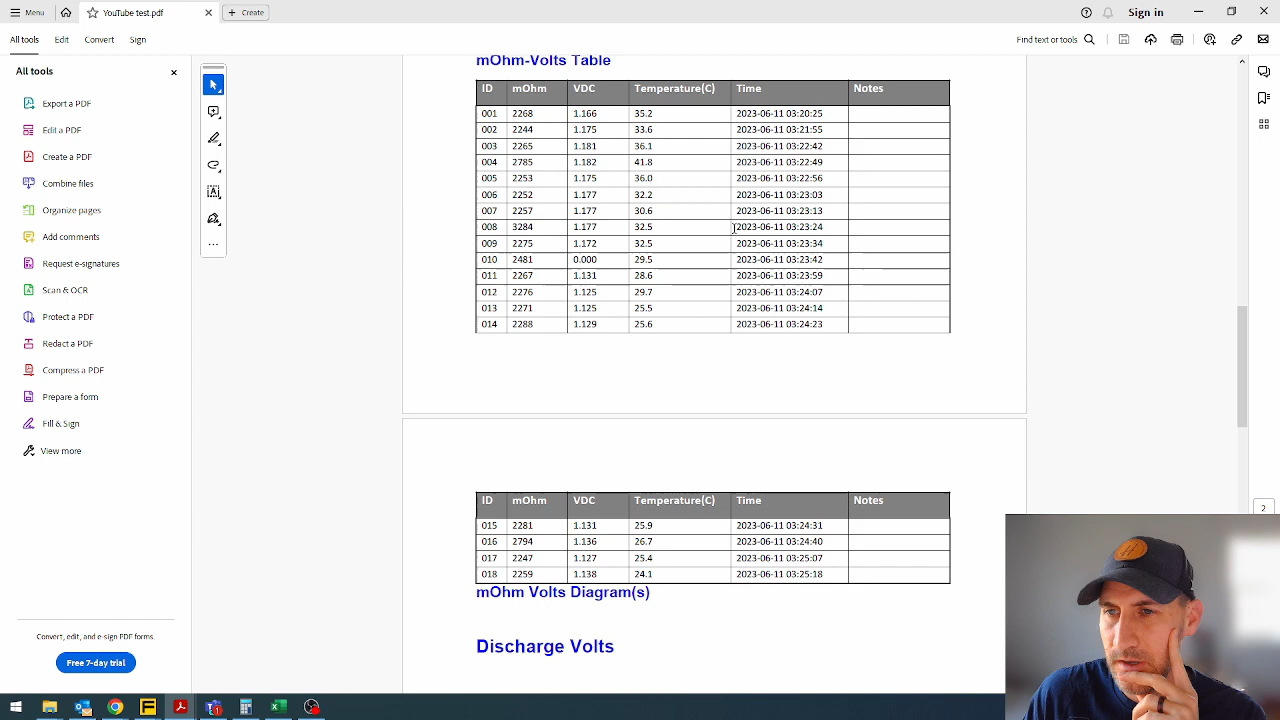 Menu
YouTube test.pdf
Create
Sign in
All tools
Edit
Convert
Sign
Find text or tools
All tools
Export a PDF
Edit a PDF
Create a PDF
Combine files
Organize pages
Add comments
Request e-signatures
Scan & OCR
Protect a PDF
Redact a PDF
Compress a PDF
Prepare a form
Fill & Sign
View more
Convert, edit, and e-sign PDF forms.
Free 7-day trial
mOhm-Volts Table
ID mOhm VDC Temperature(C) Time Notes
001 2268 1.166 35.2 2023-06-11 03:20:25
002 2244 1.175 33.6 2023-06-11 03:21:55
003 2265 1.181 36.1 2023-06-11 03:22:42
004 2785 1.182 41.8 2023-06-11 03:22:49
005 2253 1.175 36.0 2023-06-11 03:22:56
006 2252 1.177 32.2 2023-06-11 03:23:03
007 2257 1.177 30.6 2023-06-11 03:23:13
008 3284 1.177 32.5 2023-06-11 03:23:24
009 2275 1.172 32.5 2023-06-11 03:23:34
010 2481 0.000 29.5 2023-06-11 03:23:42
011 2267 1.131 28.6 2023-06-11 03:23:59
012 2276 1.125 29.7 2023-06-11 03:24:07
013 2271 1.125 25.5 2023-06-11 03:24:14
014 2288 1.129 25.6 2023-06-11 03:24:23
ID mOhm VDC Temperature(C) Time Notes
015 2281 1.131 25.9 2023-06-11 03:24:31
016 2794 1.136 26.7 2023-06-11 03:24:40
017 2247 1.127 25.4 2023-06-11 03:25:07
018 2259 1.138 24.1 2023-06-11 03:25:18
mOhm Volts Diagram(s)
Discharge Volts
2